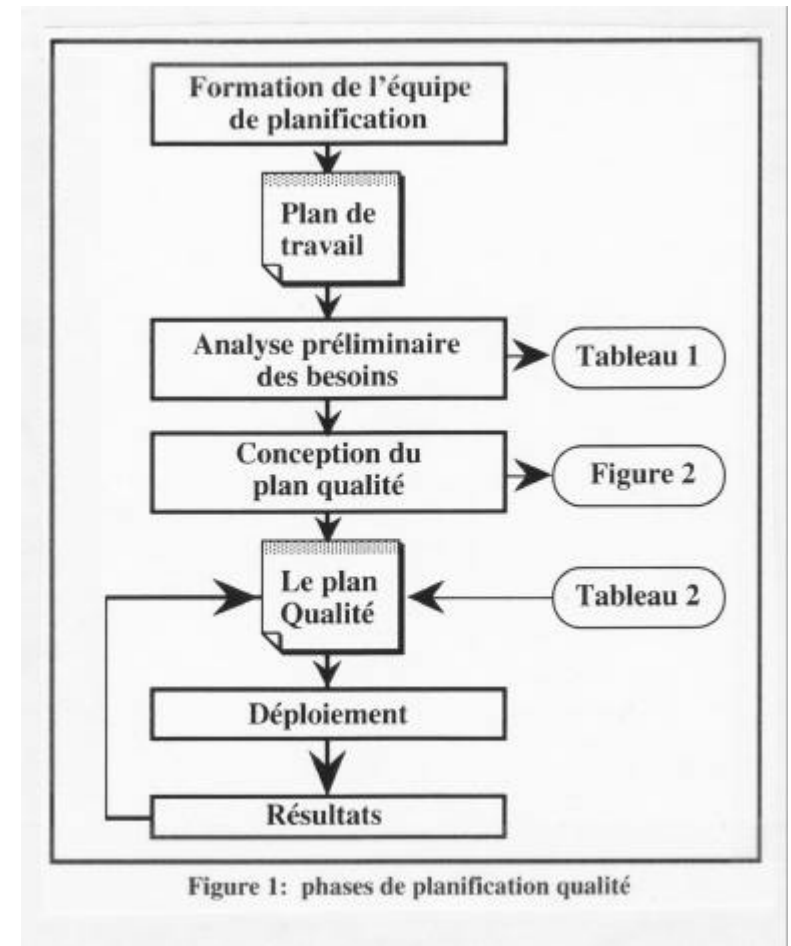 Formation de l'équipe
de planification
Plan de
travail
Analyse préliminaire
des besoins
Tableau 1
Conception du
plan qualité
Figure 2
Le plan
Qualité
Tableau 2
Déploiement
Résultats
Figure 1: phases de planification qualité